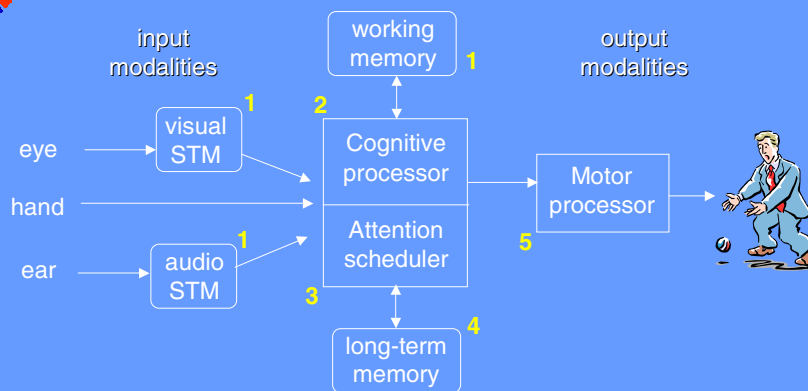 input
modalities
working
memory
1
output
modalities
1
visual
STM
eye
2
Cognitive
processor
hand
Motor
processor
5
Attention
scheduler
1
audio
STM
ear
3
4
long-term
memory